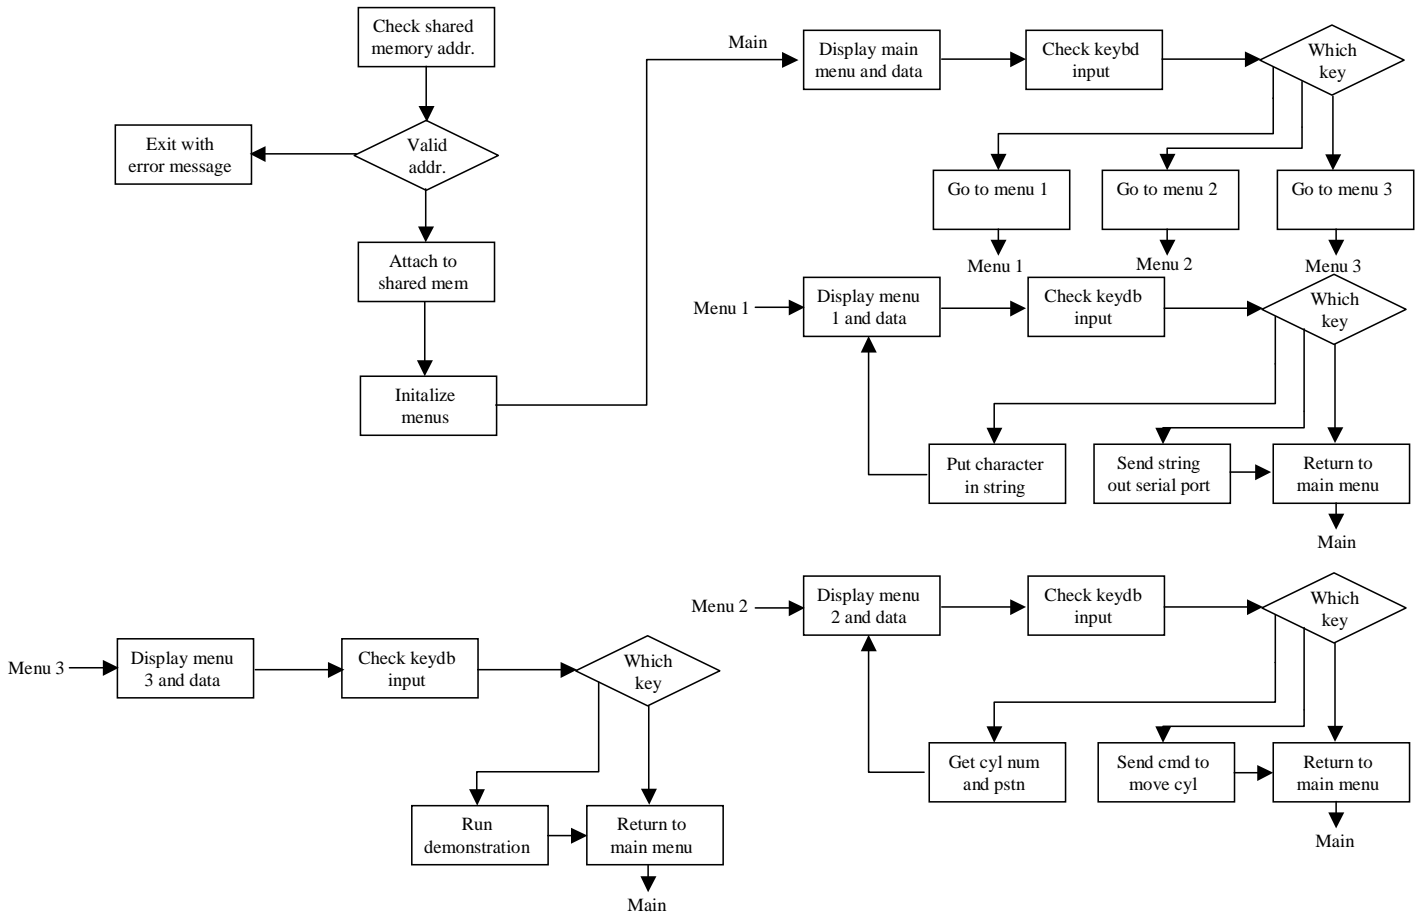 Check shared
memory addr.
Valid
addr.
Exit with
error message
Attach to
shared mem
Initalize
menus
Main
Display main
menu and data
Check keybd
input
Which
key
Go to menu 1
Go to menu 2
Go to menu 3
Menu 1
Menu 2
Menu 3
Menu 1
Display menu
1 and data
Check keydb
input
Which
key
Put character
in string
Send string
out serial port
Return to
main menu
Main
Menu 2
Display menu
2 and data
Check keydb
input
Which
key
Get cyl num
and pstn
Send cmd to
move cyl
Return to
main menu
Main
Menu 3
Display menu
3 and data
Check keydb
input
Which
key
Run
demonstration
Return to
main menu
Main